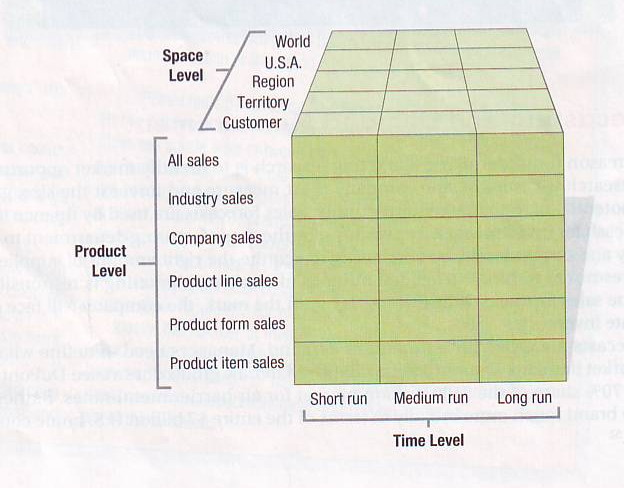 World
Space
Level
U.S.A.
Region
Territory
Customer
All sales
Industry sales
Company sales
Product
Level
Product line sales
Product form sales
Product item sales
Short run
Medium run
Long run
Time Level